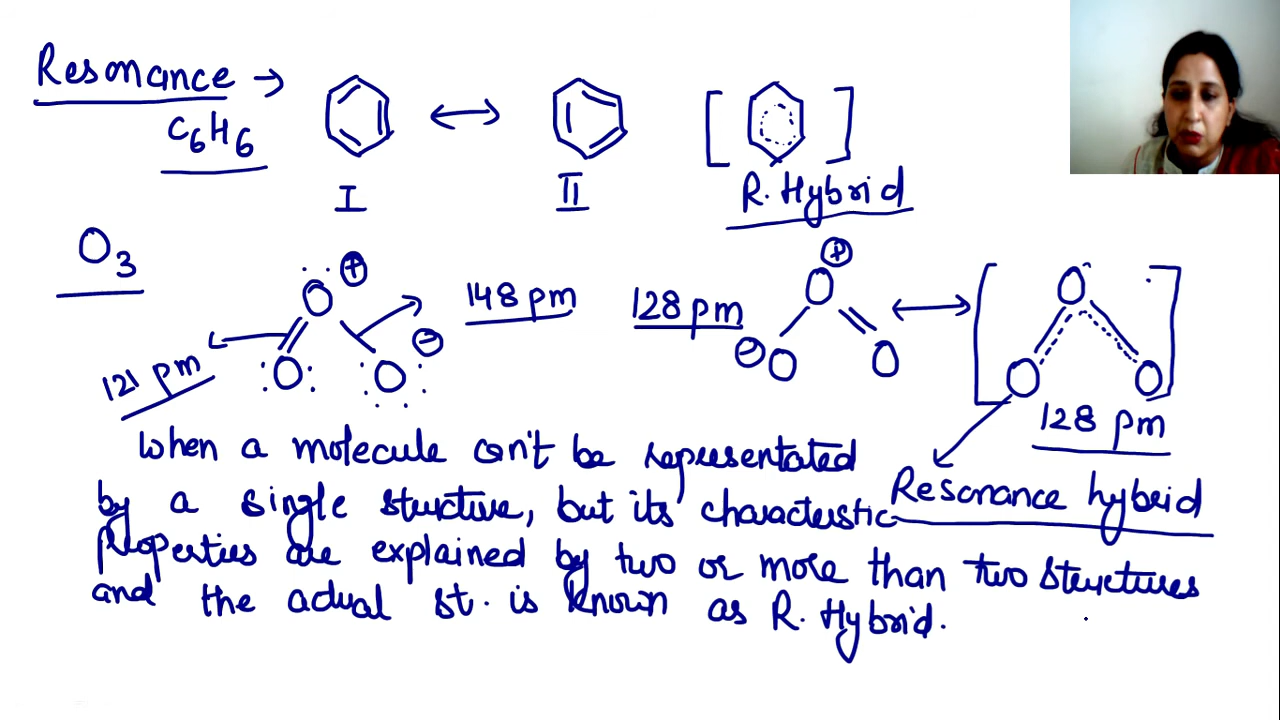 Resonance →
C6H6
I ↔ II [ ] R. Hybrid
O3
O ⊕ O O ⊖
121 pm 148 pm
128 pm O ⊕ ⊖ O O ↔ [ O O O ]
128 pm
Resonance hybrid
When a molecule can't be representated
by a single structure, but its characterstic
properties are explained by two or more than two structures
and the actual st. is known as R. Hybrid.